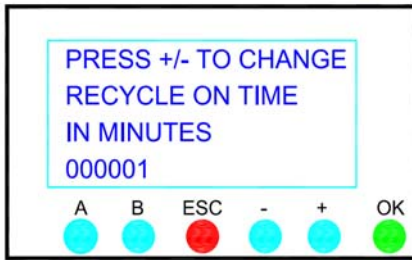 PRESS +/- TO CHANGE
RECYCLE ON TIME
IN MINUTES
000001
A B ESC - + OK